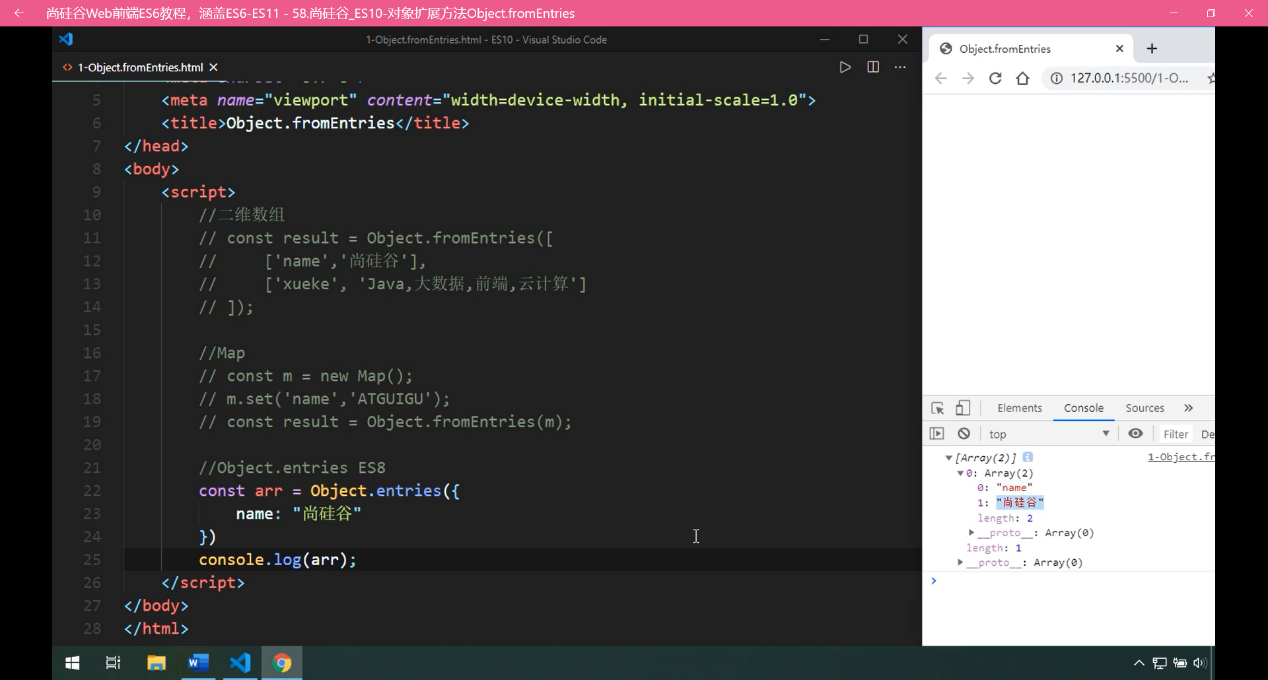 尚硅谷Web前端ES6教程，涵盖ES6-ES11 - 58.尚硅谷_ES10-对象扩展方法Object.fromEntries
1-Object.fromEntries.html - ES10 - Visual Studio Code
1-Object.fromEntries.html
5 <meta name="viewport" content="width=device-width, initial-scale=1.0">
6 <title>Object.fromEntries</title>
7 </head>
8 <body>
9 <script>
10 //二维数组
11 // const result = Object.fromEntries([
12 // ['name','尚硅谷'],
13 // ['xueke', 'Java,大数据,前端,云计算']
14 // ]);
15
16 //Map
17 // const m = new Map();
18 // m.set('name','ATGUIGU');
19 // const result = Object.fromEntries(m);
20
21 //Object.entries ES8
22 const arr = Object.entries({
23 name: "尚硅谷"
24 })
25 console.log(arr);
26 </script>
27 </body>
28 </html>
Object.fromEntries
127.0.0.1:5500/1-O...
Elements Console Sources
top Filter De
[Array(2)] 1-Object.fr
0: Array(2)
0: "name"
1: "尚硅谷"
length: 2
__proto__: Array(0)
length: 1
__proto__: Array(0)